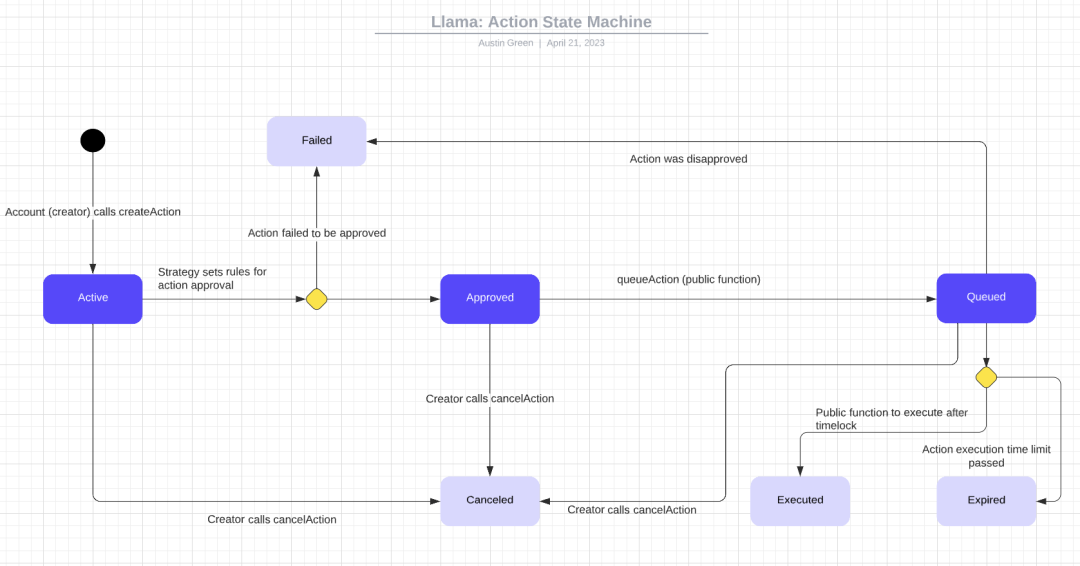 Llama: Action State Machine
Austin Green | April 21, 2023
Failed
Action was disapproved
Account (creator) calls createAction
Action failed to be approved
Strategy sets rules for
action approval
queueAction (public function)
Active
Approved
Queued
Creator calls cancelAction
Public function to execute after
timelock
Action execution time limit
passed
Canceled
Executed
Expired
Creator calls cancelAction
Creator calls cancelAction